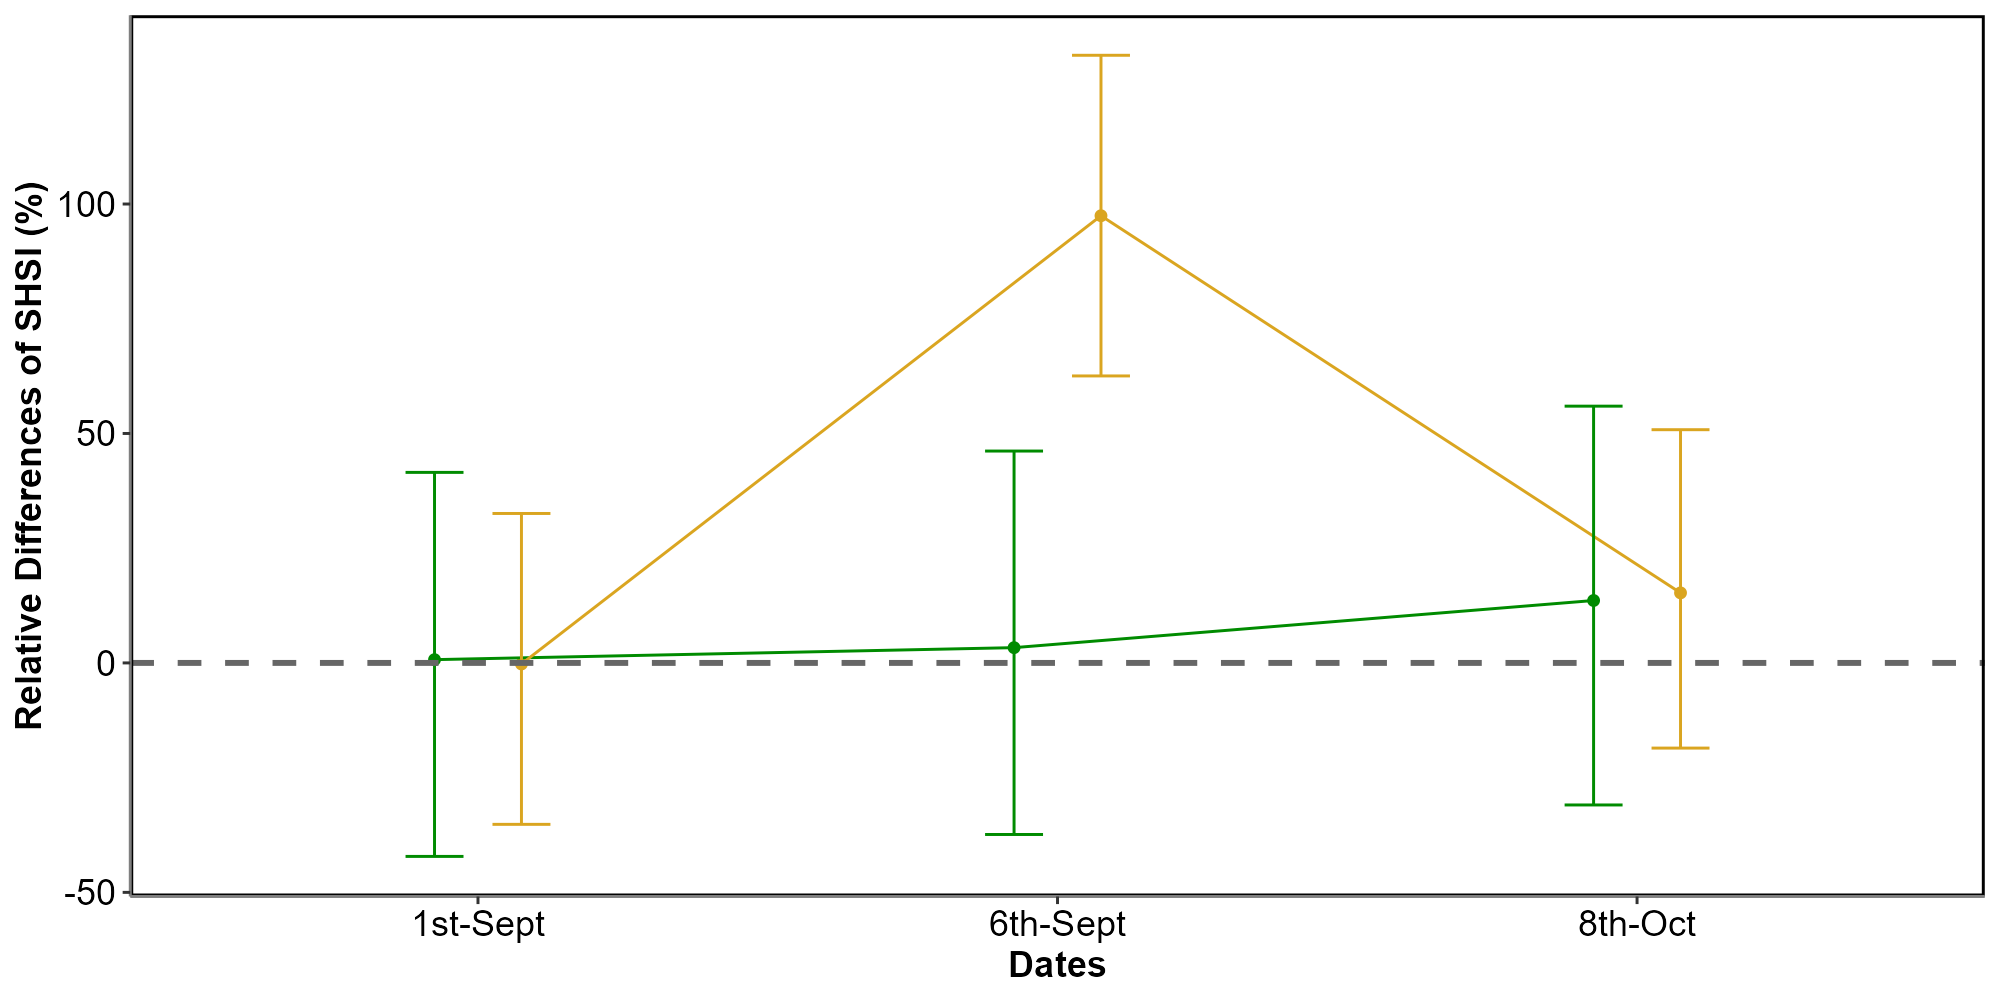 Relative Differences of SHSI (%)
100
50
0
-50
1st-Sept
6th-Sept
8th-Oct
Dates